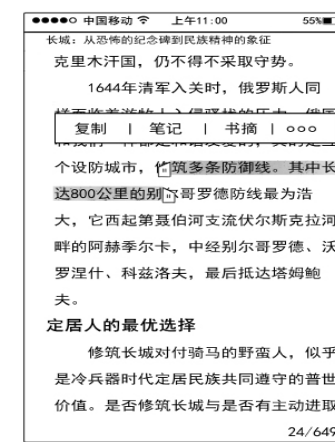 ●●●●○ 中国移动 上午11:00 55%
长城：从恐怖的纪念碑到民族精神的象征
克里木汗国，仍不得不采取守势。
1644年清军入关时，俄罗斯人同
复制 | 笔记 | 书摘 | ○○○
个设防城市，修筑多条防御线。其中长
达800公里的别尔哥罗德防线最为浩
大，它西起第聂伯河支流伏尔斯克拉河
畔的阿赫季尔卡，中经别尔哥罗德、沃
罗涅什、科兹洛夫，最后抵达塔姆鲍
夫。
定居人的最优选择
修筑长城对付骑马的野蛮人，似乎
是冷兵器时代定居民族共同遵守的普世
价值。是否修筑长城与是否有主动进取
24/649